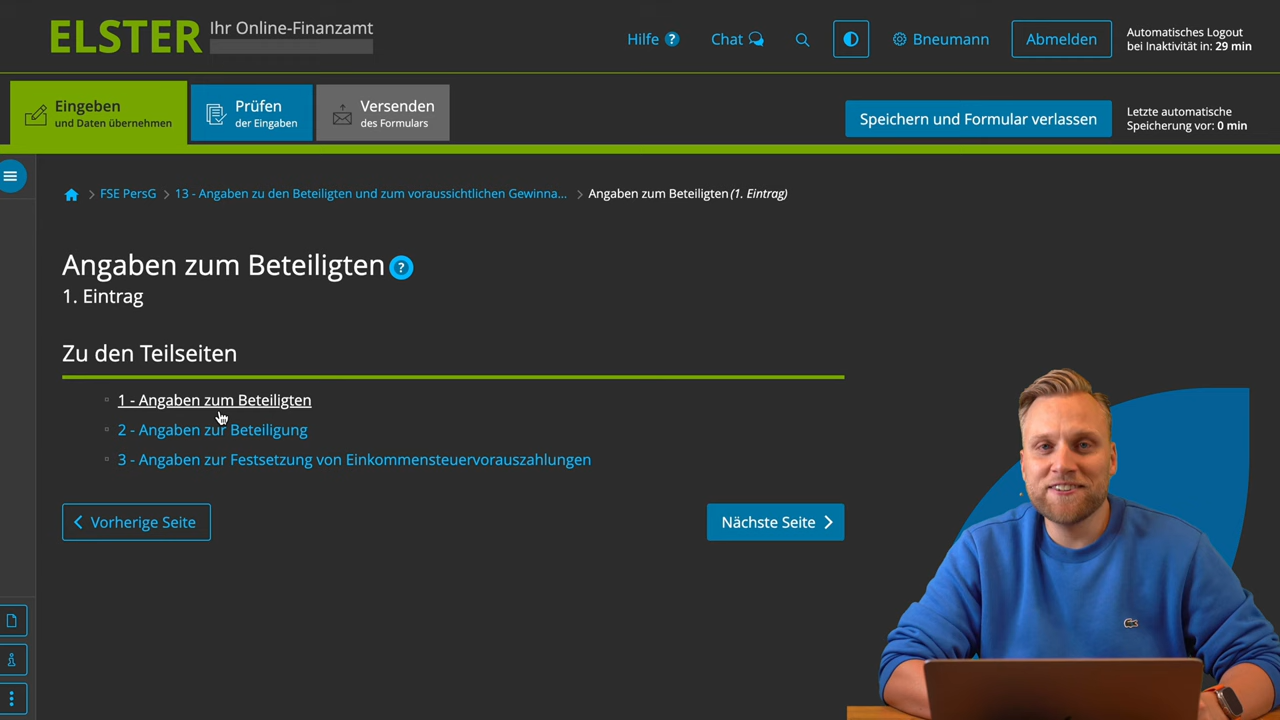 ELSTER
Ihr Online-Finanzamt
Hilfe ?
Chat
Bneumann
Abmelden
Automatisches Logout
bei Inaktivität in: 29 min
Eingeben
und Daten übernehmen
Prüfen
der Eingaben
Versenden
des Formulars
Speichern und Formular verlassen
Letzte automatische
Speicherung vor: 0 min
FSE PersG
13 - Angaben zu den Beteiligten und zum voraussichtlichen Gewinna...
Angaben zum Beteiligten (1. Eintrag)
Angaben zum Beteiligten ?
1. Eintrag
Zu den Teilseiten
1 - Angaben zum Beteiligten
2 - Angaben zur Beteiligung
3 - Angaben zur Festsetzung von Einkommensteuervorauszahlungen
Vorherige Seite
Nächste Seite